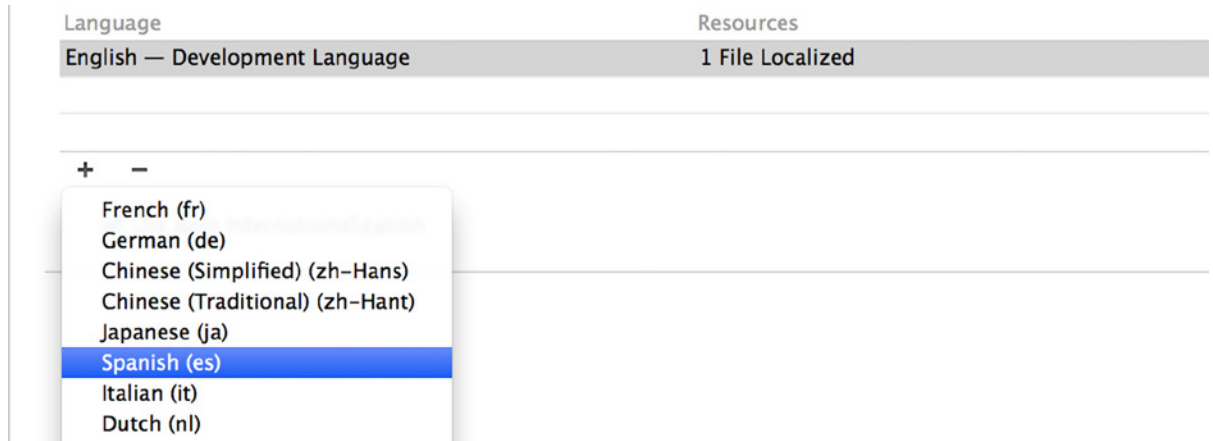 Language Resources
English — Development Language 1 File Localized
+ −
French (fr)
Internationalization
German (de)
Chinese (Simplified) (zh-Hans)
Chinese (Traditional) (zh-Hant)
Japanese (ja)
Spanish (es)
Italian (it)
Dutch (nl)